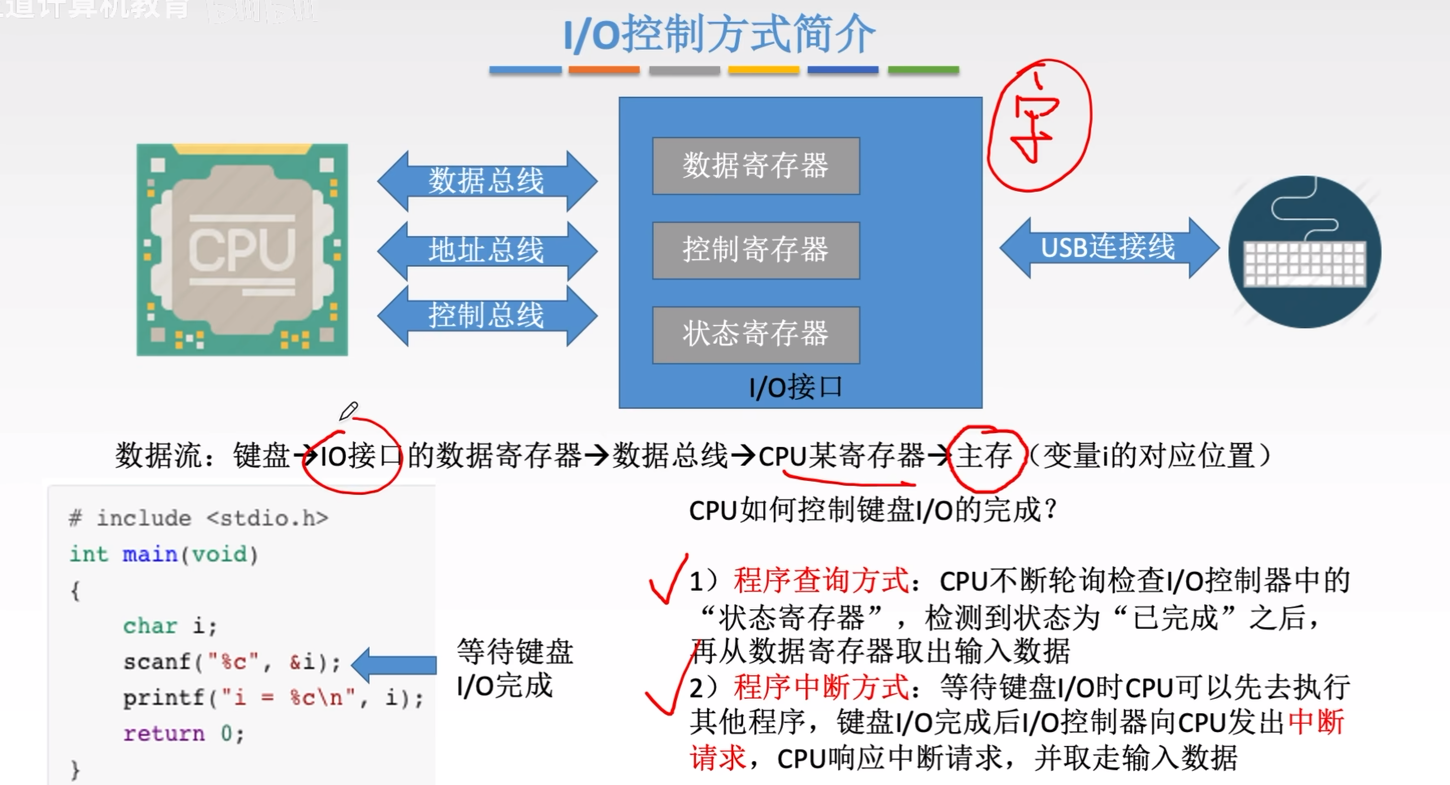 道计算机教育
I/O控制方式简介
字
数据总线
地址总线
控制总线
CPU
数据寄存器
控制寄存器
状态寄存器
I/O接口
USB连接线
数据流：键盘→IO接口的数据寄存器→数据总线→CPU某寄存器→主存（变量i的对应位置）
# include <stdio.h>
int main(void)
{
char i;
scanf("%c", &i);
printf("i = %c\n", i);
return 0;
}
等待键盘
I/O完成
CPU如何控制键盘I/O的完成？
1）程序查询方式：CPU不断轮询检查I/O控制器中的
“状态寄存器”，检测到状态为“已完成”之后，
再从数据寄存器取出输入数据
2）程序中断方式：等待键盘I/O时CPU可以先去执行
其他程序，键盘I/O完成后I/O控制器向CPU发出中断
请求，CPU响应中断请求，并取走输入数据